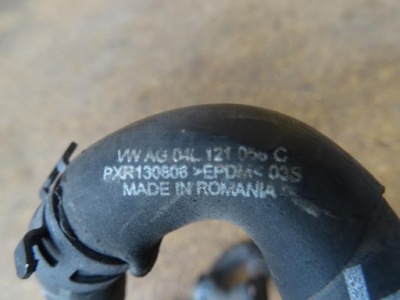 VW AG 04L 121 056 C
PXR130806 >EPDM< 03S
MADE IN ROMANIA